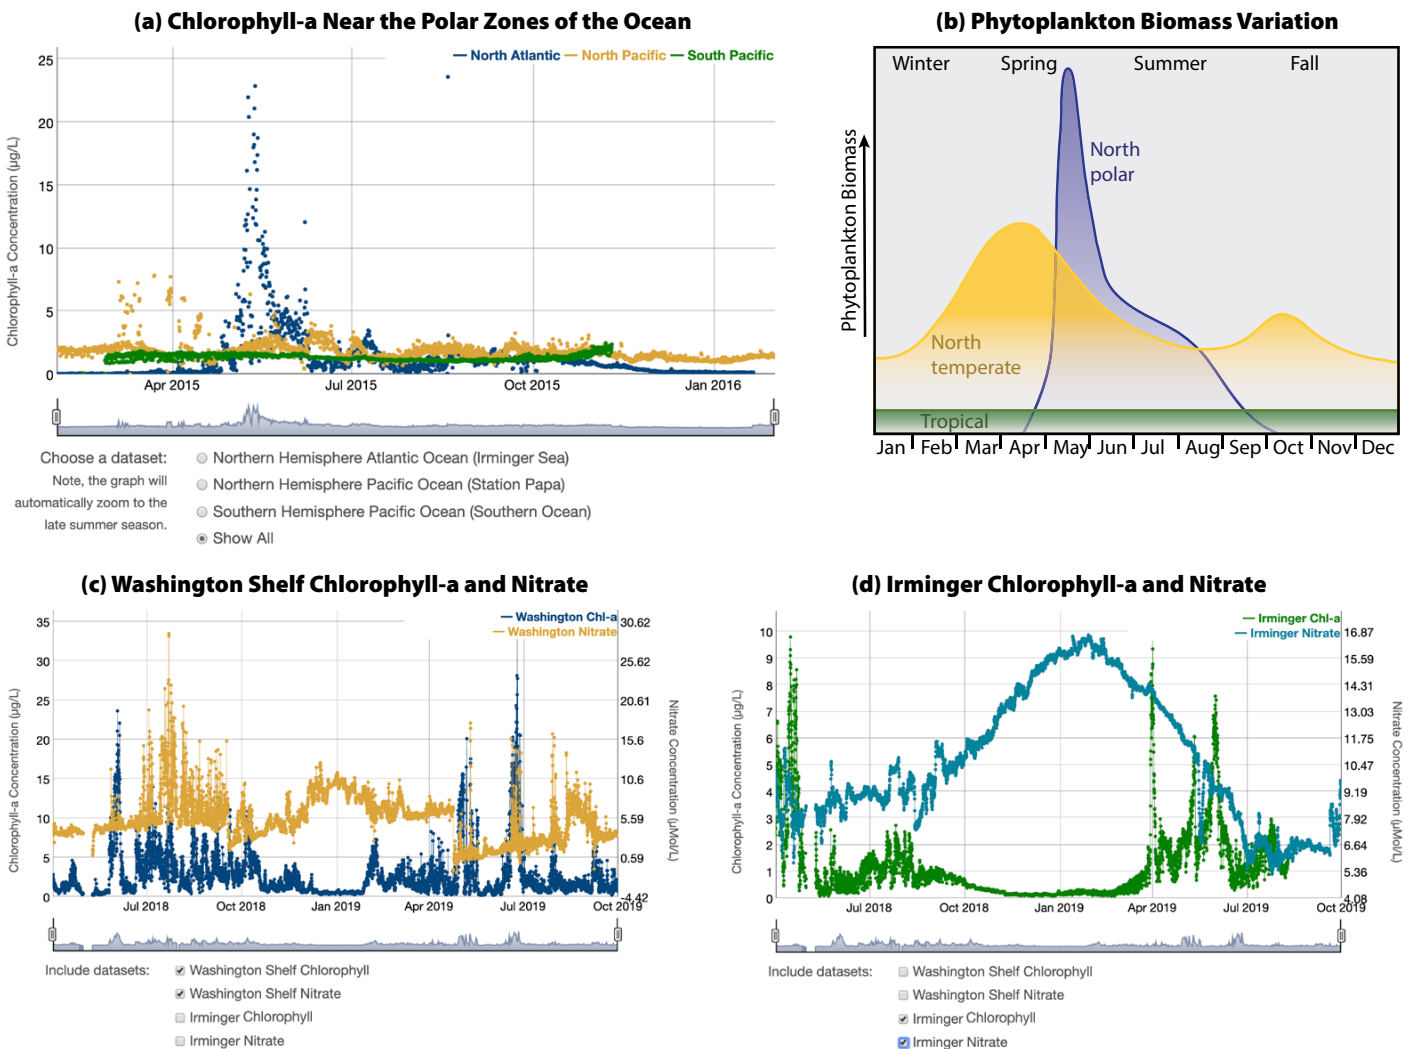 (a) Chlorophyll-a Near the Polar Zones of the Ocean
North Atlantic North Pacific South Pacific
Chlorophyll-a Concentration (µg/L)
25
20
15
10
5
0
Apr 2015 Jul 2015 Oct 2015 Jan 2016
Choose a dataset:
Note, the graph will
automatically zoom to the
late summer season.
Northern Hemisphere Atlantic Ocean (Irminger Sea)
Northern Hemisphere Pacific Ocean (Station Papa)
Southern Hemisphere Pacific Ocean (Southern Ocean)
Show All
(b) Phytoplankton Biomass Variation
Winter Spring Summer Fall
Phytoplankton Biomass
North
polar
North
temperate
Tropical
Jan Feb Mar Apr May Jun Jul Aug Sep Oct Nov Dec
(c) Washington Shelf Chlorophyll-a and Nitrate
Washington Chl-a
Washington Nitrate
Chlorophyll-a Concentration (µg/L)
35
30
25
20
15
10
5
0
30.62
25.62
20.61
15.6
10.6
5.59
0.59
-4.42
Nitrate Concentration (µMol/L)
Jul 2018 Oct 2018 Jan 2019 Apr 2019 Jul 2019 Oct 2019
Include datasets:
Washington Shelf Chlorophyll
Washington Shelf Nitrate
Irminger Chlorophyll
Irminger Nitrate
(d) Irminger Chlorophyll-a and Nitrate
Irminger Chl-a
Irminger Nitrate
Chlorophyll-a Concentration (µg/L)
10
9
8
7
6
5
4
3
2
1
0
16.87
15.59
14.31
13.03
11.75
10.47
9.19
7.92
6.64
5.36
4.08
Nitrate Concentration (µMol/L)
Jul 2018 Oct 2018 Jan 2019 Apr 2019 Jul 2019 Oct 2019
Include datasets:
Washington Shelf Chlorophyll
Washington Shelf Nitrate
Irminger Chlorophyll
Irminger Nitrate